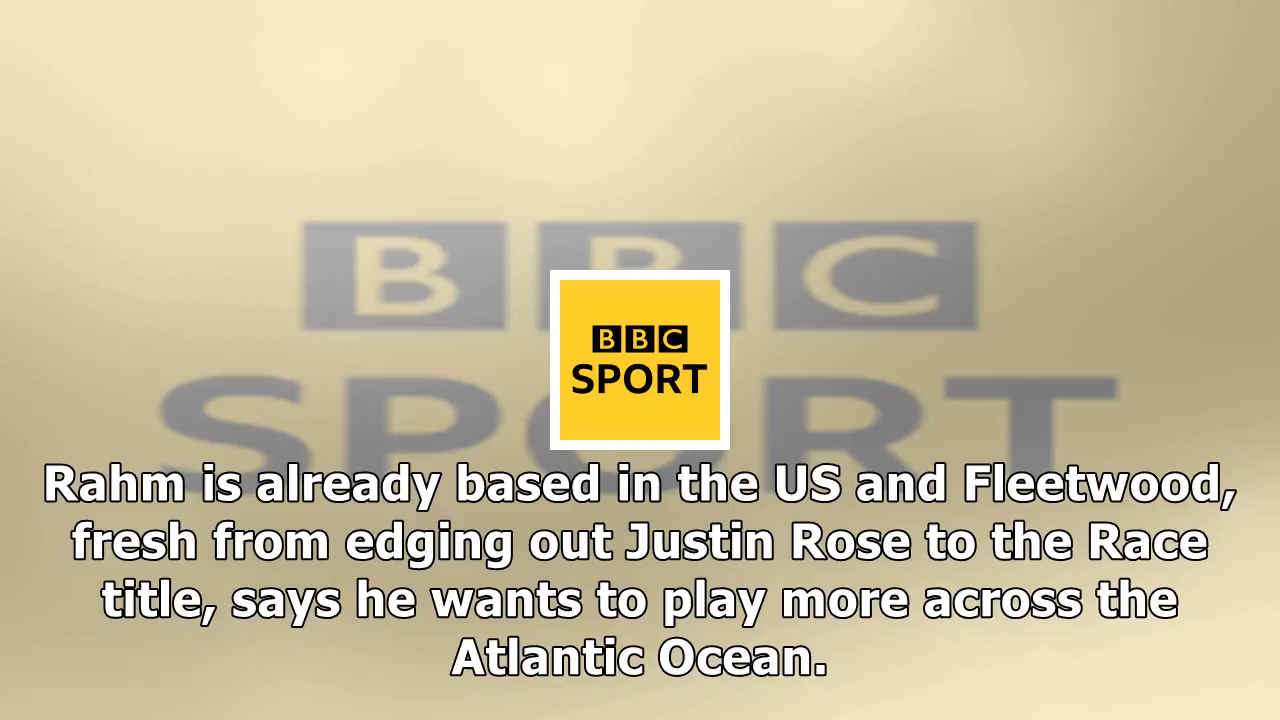 BBC
SPORT
BBC
SPORT
Rahm is already based in the US and Fleetwood,
fresh from edging out Justin Rose to the Race
title, says he wants to play more across the
Atlantic Ocean.